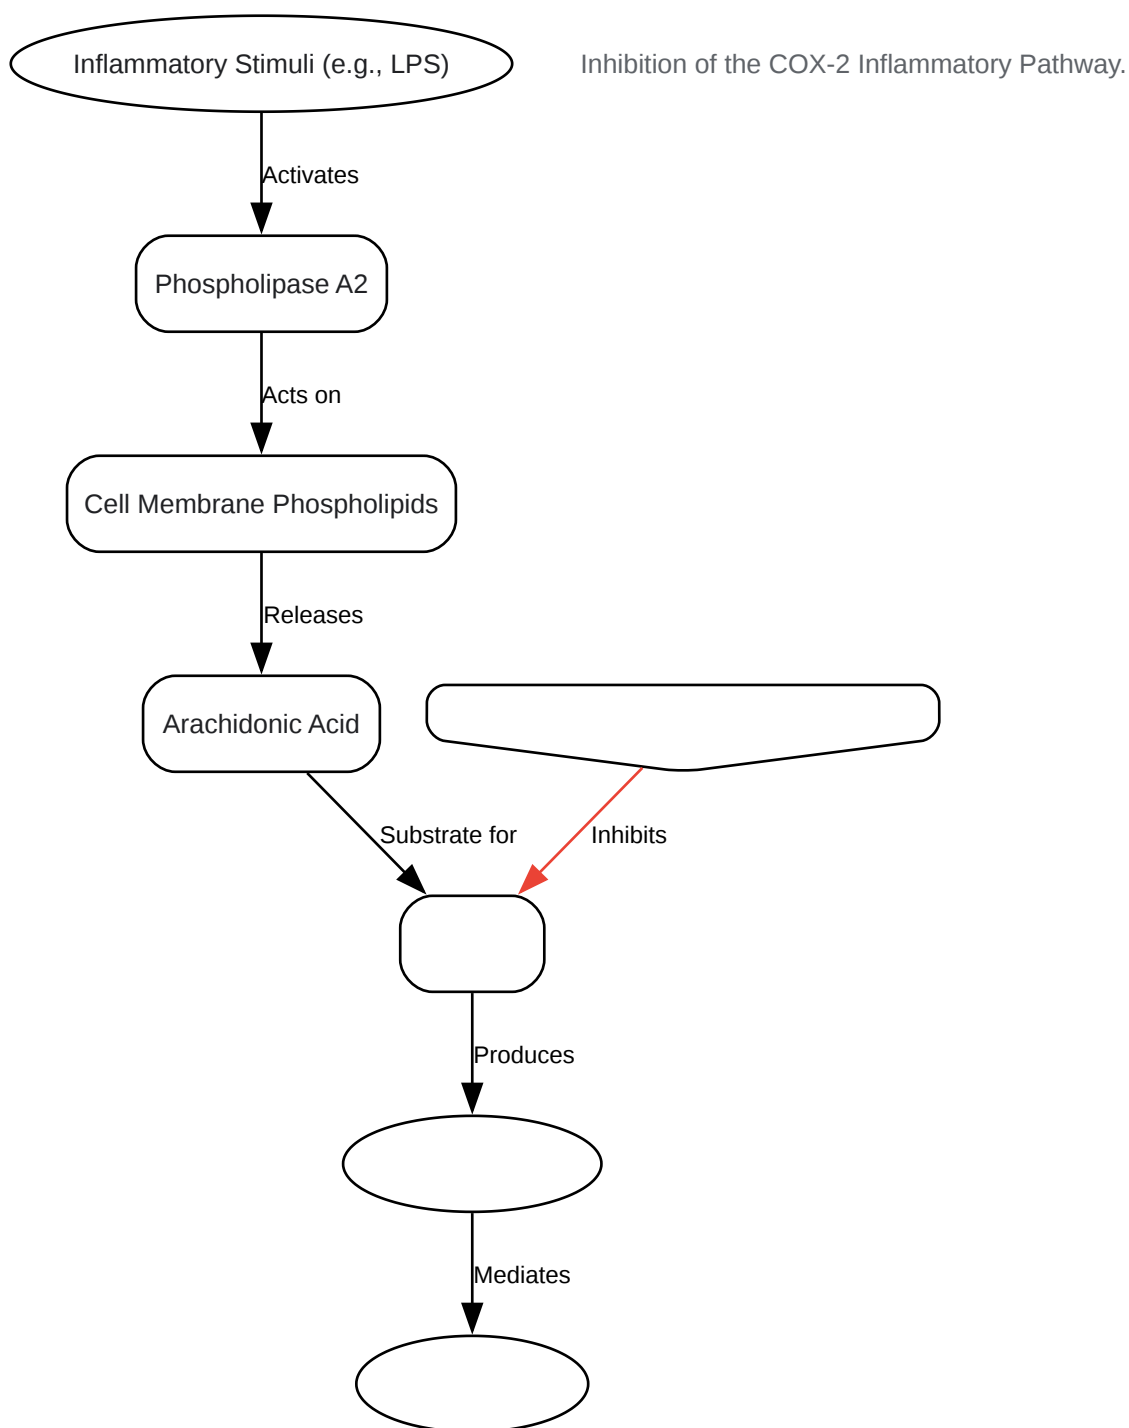 Inflammatory Stimuli (e.g., LPS)
Inhibition of the COX-2 Inflammatory Pathway.
Activates
Phospholipase A2
Acts on
Cell Membrane Phospholipids
Releases
Arachidonic Acid
Substrate for
Inhibits
Produces
Mediates